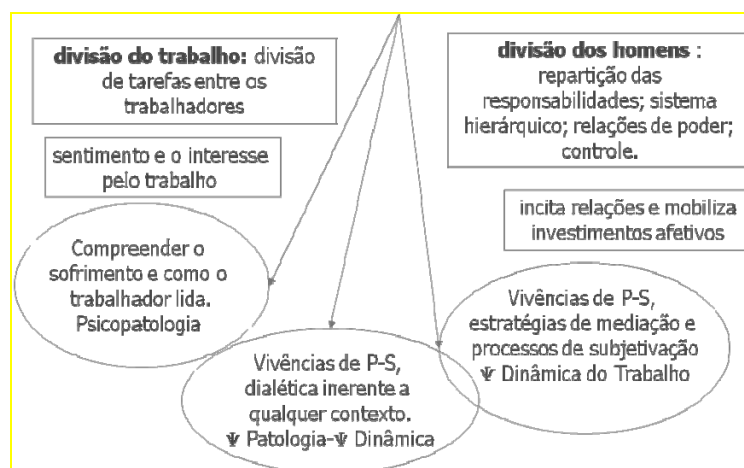 divisão do trabalho: divisão
de tarefas entre os
trabalhadores
divisão dos homens :
repartição das
responsabilidades; sistema
hierárquico; relações de poder;
controle.
sentimento e o interesse
pelo trabalho
incita relações e mobiliza
investimentos afetivos
Compreender o
sofrimento e como o
trabalhador lida.
Psicopatologia
Vivências de P-S,
dialética inerente a
qualquer contexto.
Ψ Patologia-Ψ Dinâmica
Vivências de P-S,
estratégias de mediação e
processos de subjetivação
Ψ Dinâmica do Trabalho